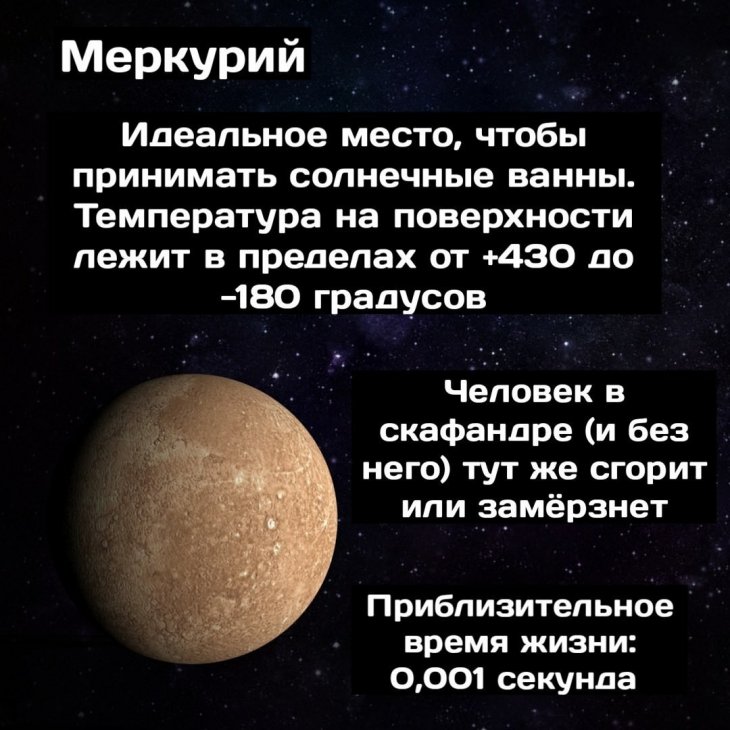 Меркурий
Идеальное место, чтобы
принимать солнечные ванны.
Температура на поверхности
лежит в пределах от +430 до
-180 градусов
Человек в
скафандре (и без
него) тут же сгорит
или замёрзнет
Приблизительное
время жизни:
0,001 секунда